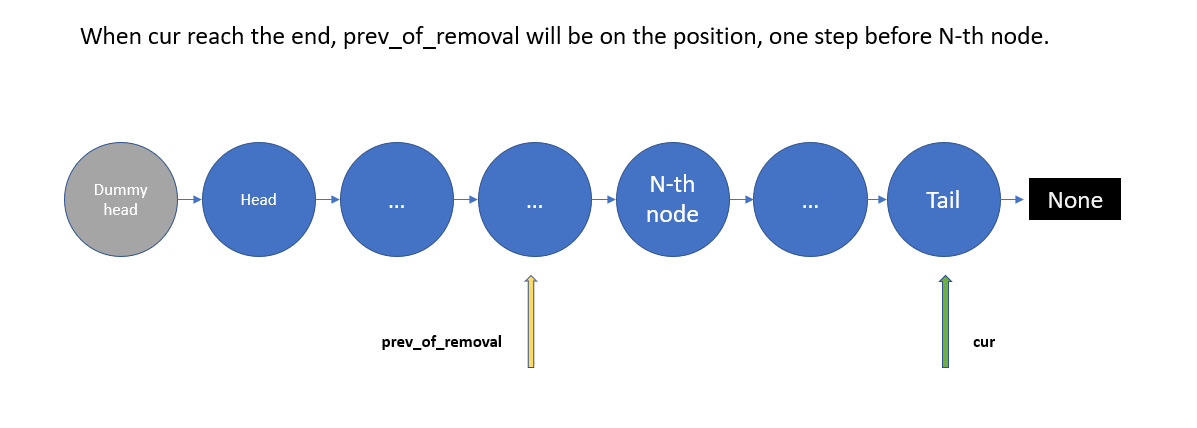 When cur reach the end, prev_of_removal will be on the position, one step before N-th node.
Dummy
head
Head
...
...
N-th
node
...
Tail
None
prev_of_removal
cur